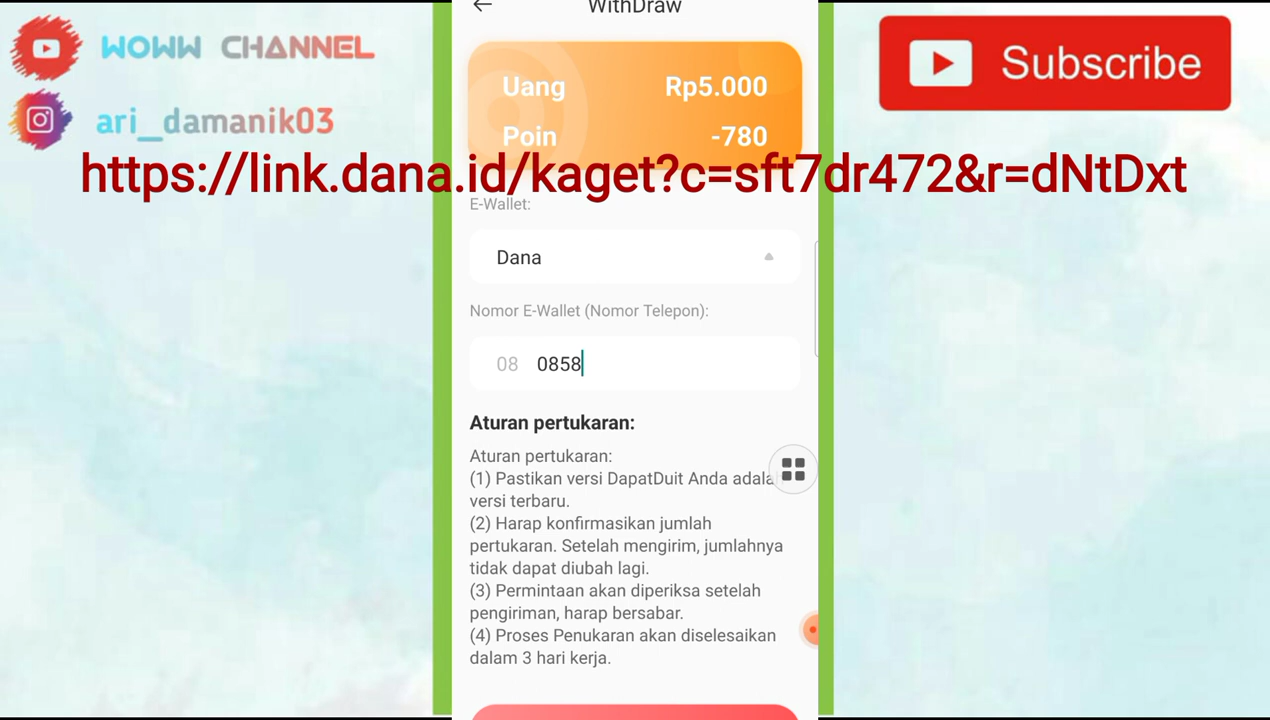 WOWW CHANNEL
ari_damanik03
Subscribe
WithDraw
Uang Rp5.000
Poin -780
https://link.dana.id/kaget?c=sft7dr472&r=dNtDxt
E-Wallet:
Dana
Nomor E-Wallet (Nomor Telepon):
08 0858
Aturan pertukaran:
Aturan pertukaran:
(1) Pastikan versi DapatDuit Anda
versi terbaru.
(2) Harap konfirmasikan jumlah
pertukaran. Setelah mengirim, jumlahnya
tidak dapat diubah lagi.
(3) Permintaan akan diperiksa setelah
pengiriman, harap bersabar.
(4) Proses Penukaran akan diselesaikan
dalam 3 hari kerja.